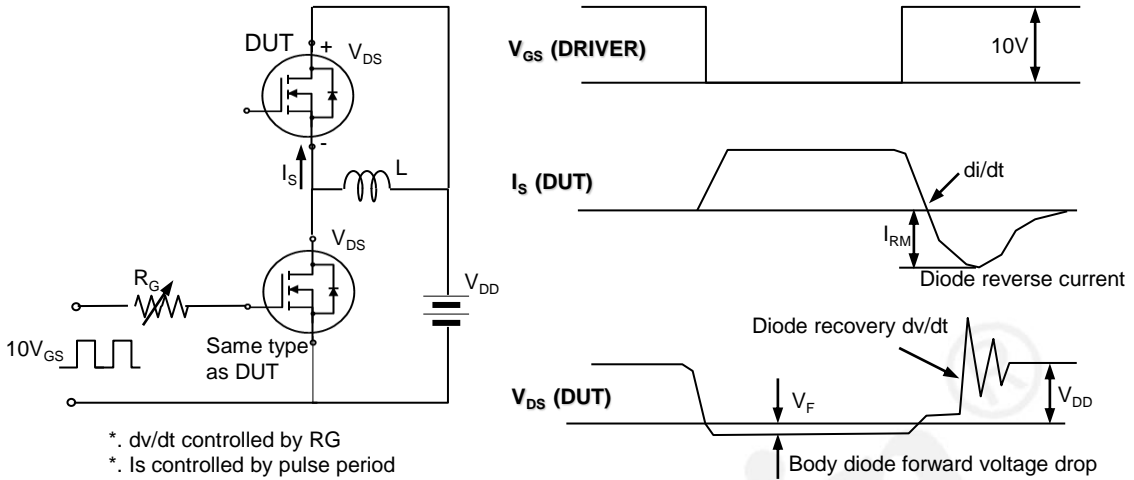 DUT
+
V_DS
-
I_S
L
V_DS
R_G
V_DD
10V_GS
Same type
as DUT
*. dv/dt controlled by RG
*. Is controlled by pulse period
V_GS (DRIVER)
10V
I_S (DUT)
di/dt
I_RM
Diode reverse current
Diode recovery dv/dt
V_DS (DUT)
V_F
V_DD
Body diode forward voltage drop